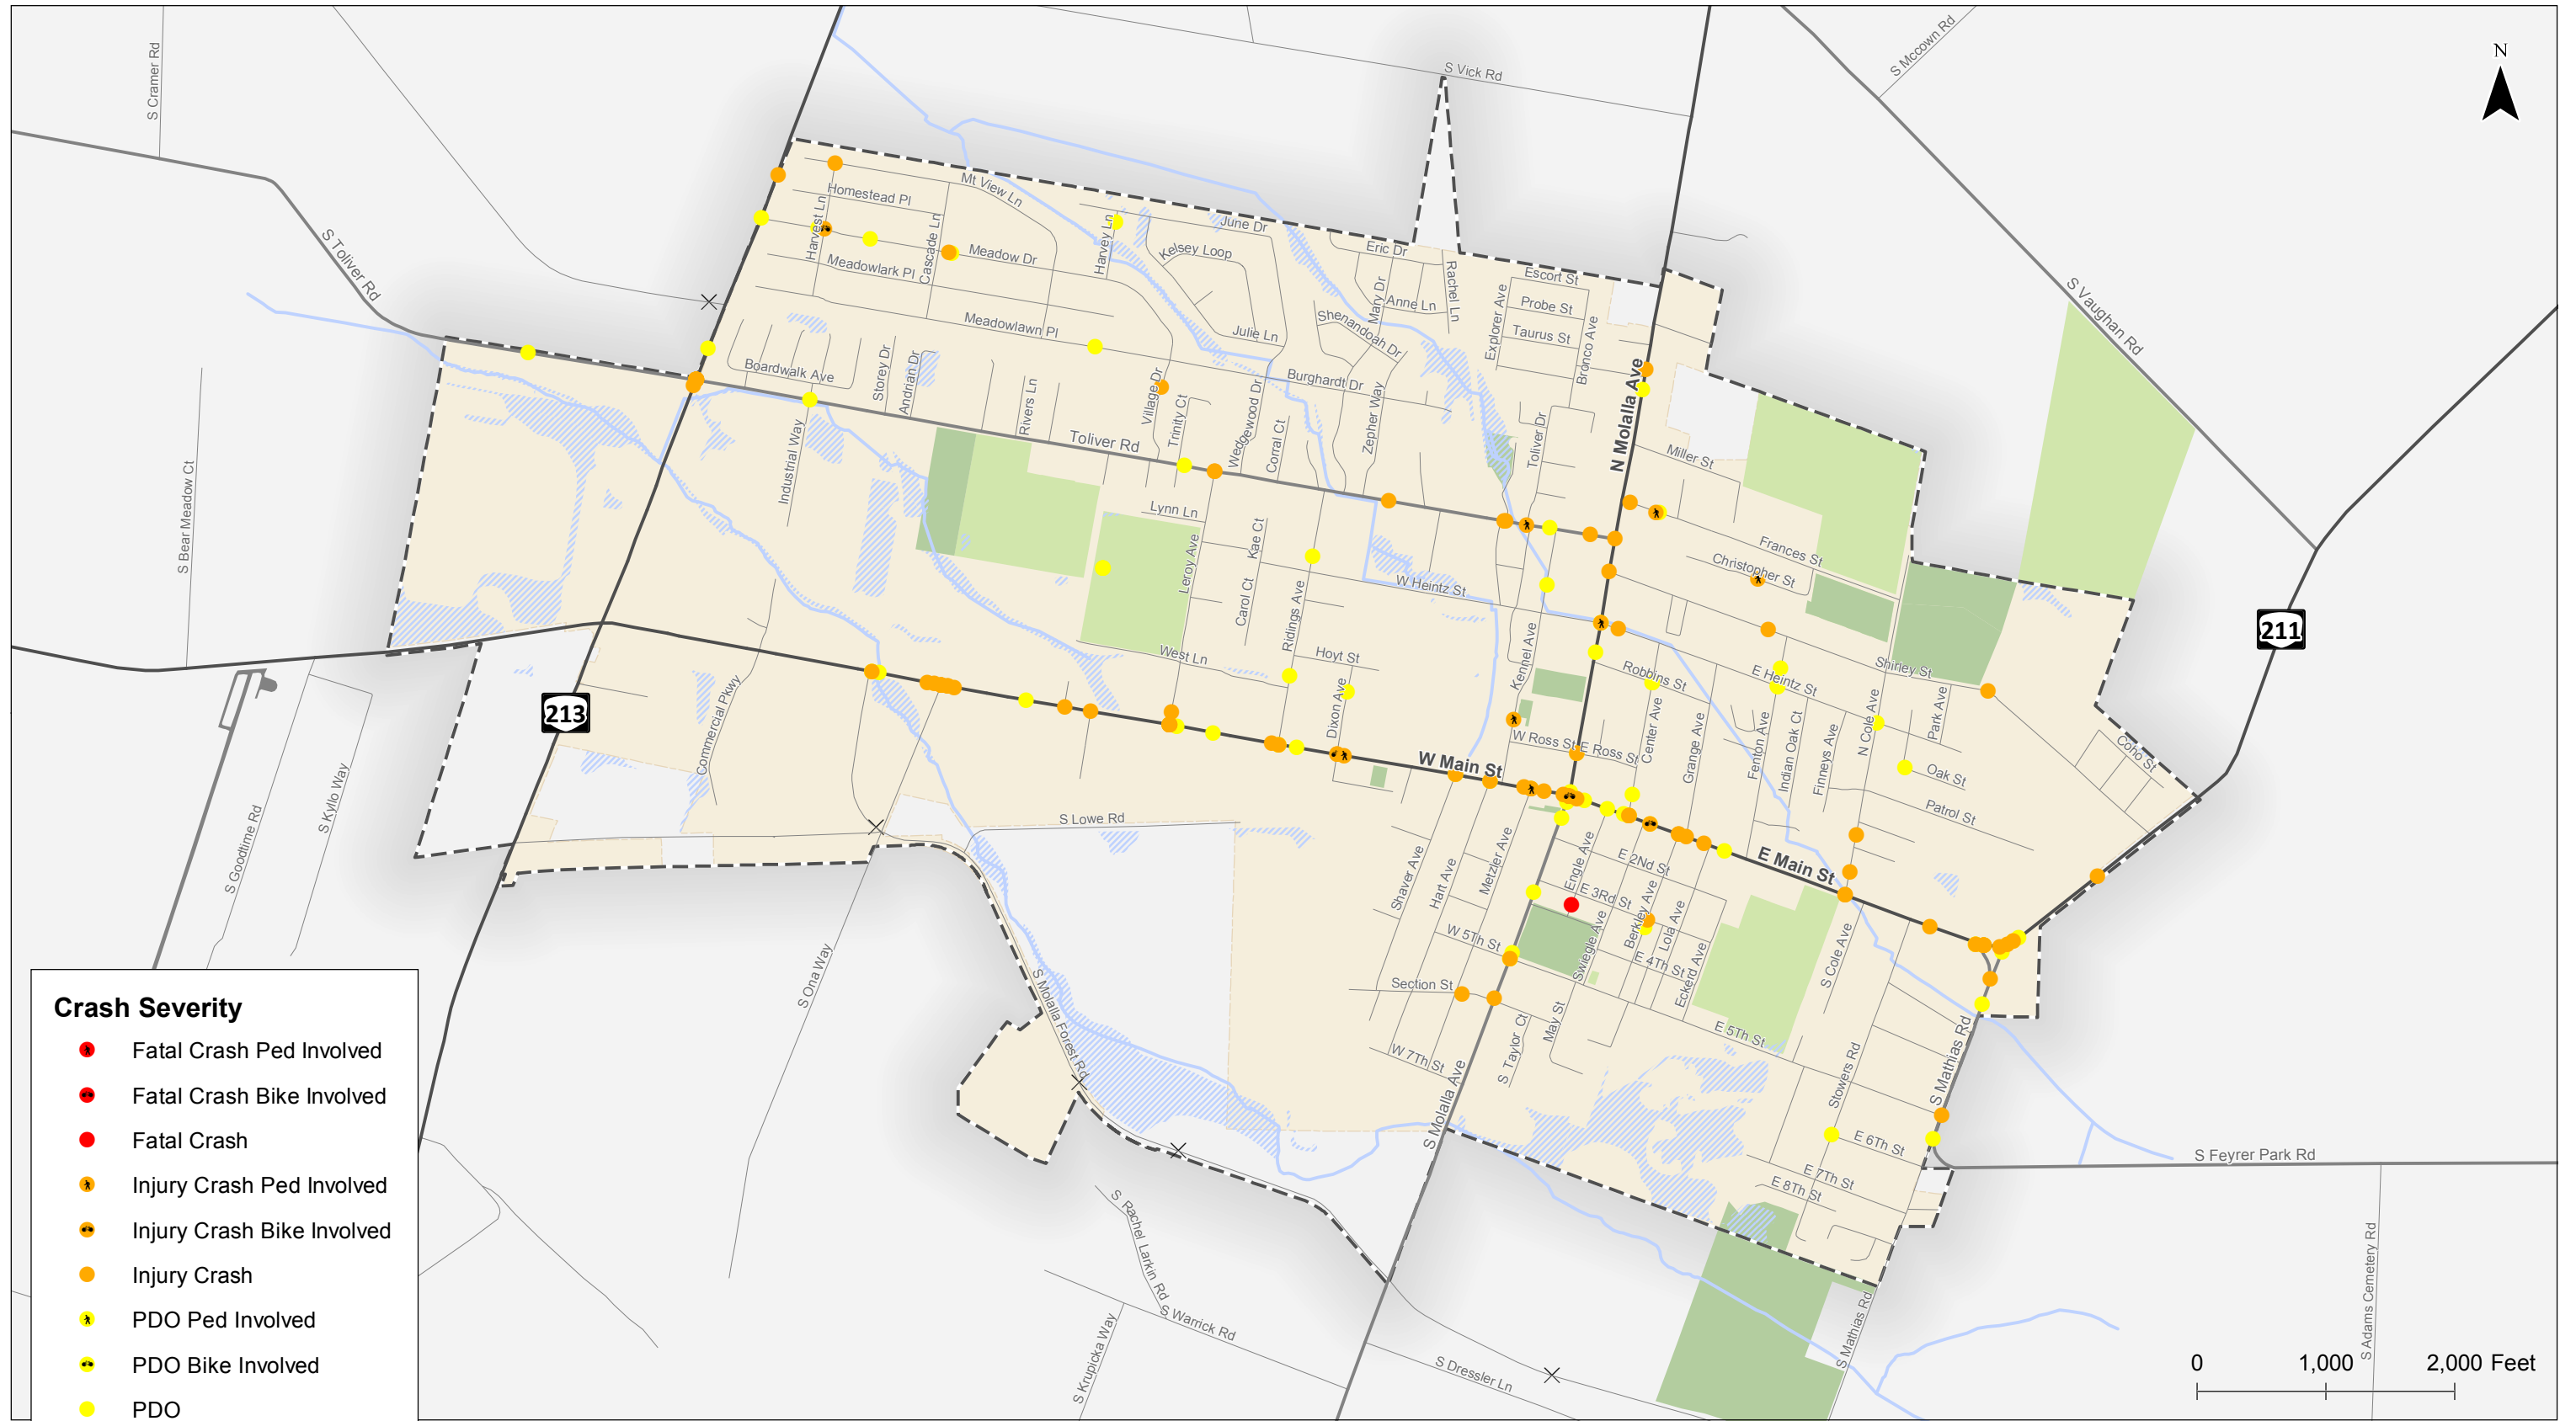 S Cramer Rd
S Vick Rd
S Mccown Rd
N
S Toliver Rd
Mt View Ln
Homestead Pl
Harvest Ln
Cascade Ln
Meadow Dr
Meadowlark Pl
Harvey Ln
June Dr
Kelsey Loop
Eric Dr
Rachel Ln
Escort St
Mary Dr
Anne Ln
Explorer Ave
Probe St
Taurus St
Bronco Ave
S Vaughan Rd
Meadowlawn Pl
Julie Ln
Shenandoah Dr
Boardwalk Ave
Storey Dr
Andrian Dr
Rivers Ln
Village Dr
Trinity Ct
Wedgewood Dr
Burghardt Dr
Corral Ct
Zepher Way
Toliver Dr
N Molalla Ave
Industrial Way
Toliver Rd
Miller St
S Bear Meadow Ct
Lynn Ln
Leroy Ave
Kae Ct
Carol Ct
Ridings Ave
W Heintz St
Frances St
Christopher St
211
West Ln
Hoyt St
Kennel Ave
Robbins St
E Heintz St
Shirley St
213
Commercial Pkwy
Dixon Ave
W Ross St
E Ross St
Center Ave
Grange Ave
Fenton Ave
Indian Oak Ct
Finneys Ave
N Cole Ave
Park Ave
Coho St
Oak St
Patrol St
W Main St
S Goodtime Rd
S Kyllo Way
S Lowe Rd
Shaver Ave
Hart Ave
Metzler Ave
Engle Ave
E 2Nd St
E Main St
E 3Rd St
Berkley Ave
Lola Ave
Swiegle Ave
W 5Th St
E 4Th St
Eckerd Ave
S Cole Ave
S Ona Way
S Molalla Forest Rd
Section St
W 7Th St
S Taylor Ct
May St
E 5Th St
Stowers Rd
S Mathias Rd
S Molalla Ave
E 6Th St
E 7Th St
E 8Th St
S Feyrer Park Rd
S Rachel Larkin Rd
S Warrick Rd
S Krupicka Way
S Dressler Ln
S Mathias Rd
S Adams Cemetery Rd
Crash Severity
Fatal Crash Ped Involved
Fatal Crash Bike Involved
Fatal Crash
Injury Crash Ped Involved
Injury Crash Bike Involved
Injury Crash
PDO Ped Involved
PDO Bike Involved
PDO
0 1,000 2,000 Feet